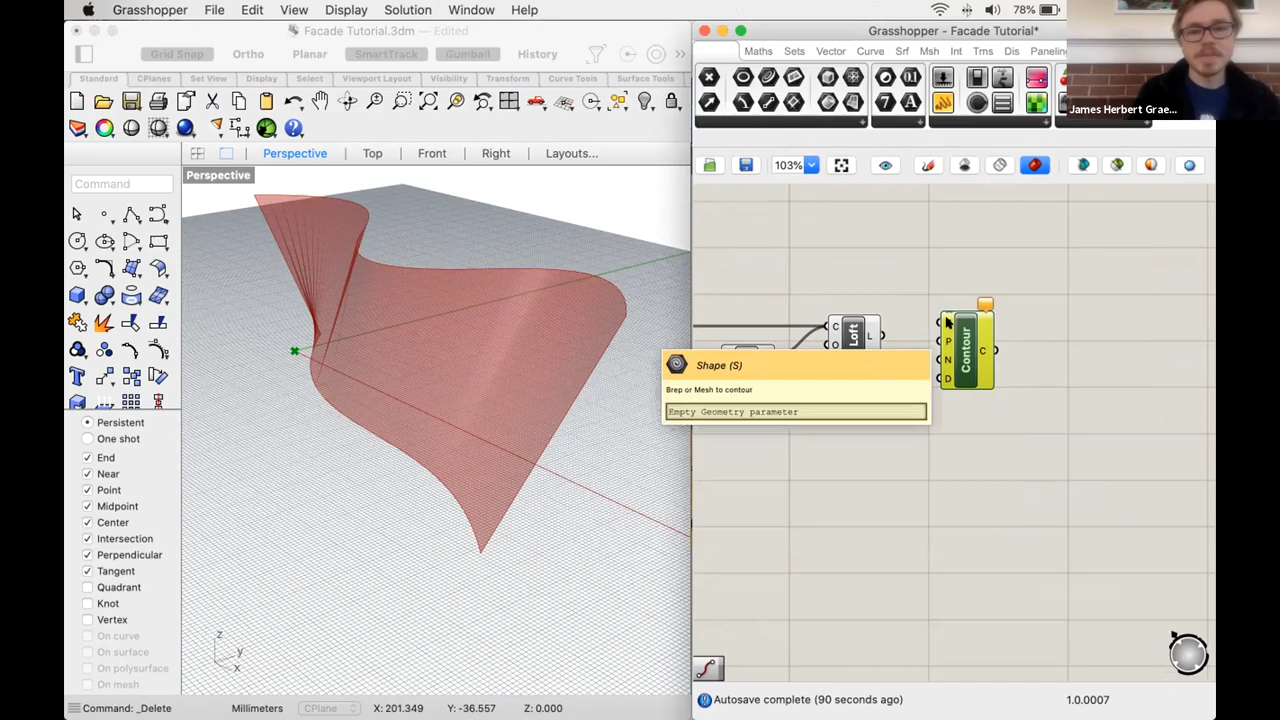 Grasshopper File Edit View Display Solution Window Help 78%
Facade Tutorial.3dm — Edited
Grid Snap Ortho Planar SmartTrack Gumball History
Standard CPlanes Set View Display Select Viewport Layout Visibility Transform Curve Tools Surface Tools
Perspective Top Front Right Layouts...
Command
Perspective
Persistent
One shot
End
Near
Point
Midpoint
Center
Intersection
Perpendicular
Tangent
Quadrant
Knot
Vertex
On curve
On surface
On polysurface
On mesh
z
y
x
Command: _Delete Millimeters CPlane X: 201.349 Y: -36.557 Z: 0.000
Grasshopper - Facade Tutorial*
Maths Sets Vector Curve Srf Msh Int Trns Dis Paneling
James Herbert Grae...
103%
C
O
Loft
L
P
N
D
Contour
C
Shape (S)
Brep or Mesh to contour
Empty Geometry parameter
Autosave complete (90 seconds ago) 1.0.0007